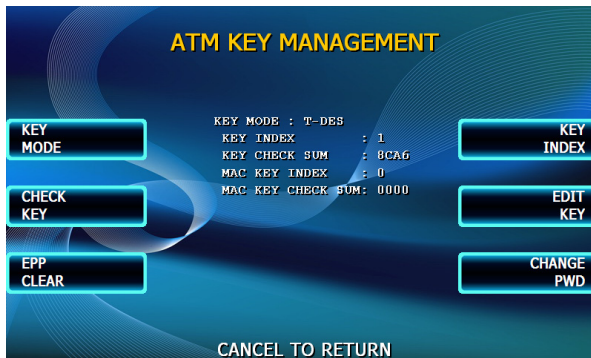 ATM KEY MANAGEMENT
KEY MODE : T-DES
KEY INDEX : 1
KEY CHECK SUM : 8CA6
MAC KEY INDEX : 0
MAC KEY CHECK SUM: 0000
KEY
MODE
KEY
INDEX
CHECK
KEY
EDIT
KEY
EPP
CLEAR
CHANGE
PWD
CANCEL TO RETURN